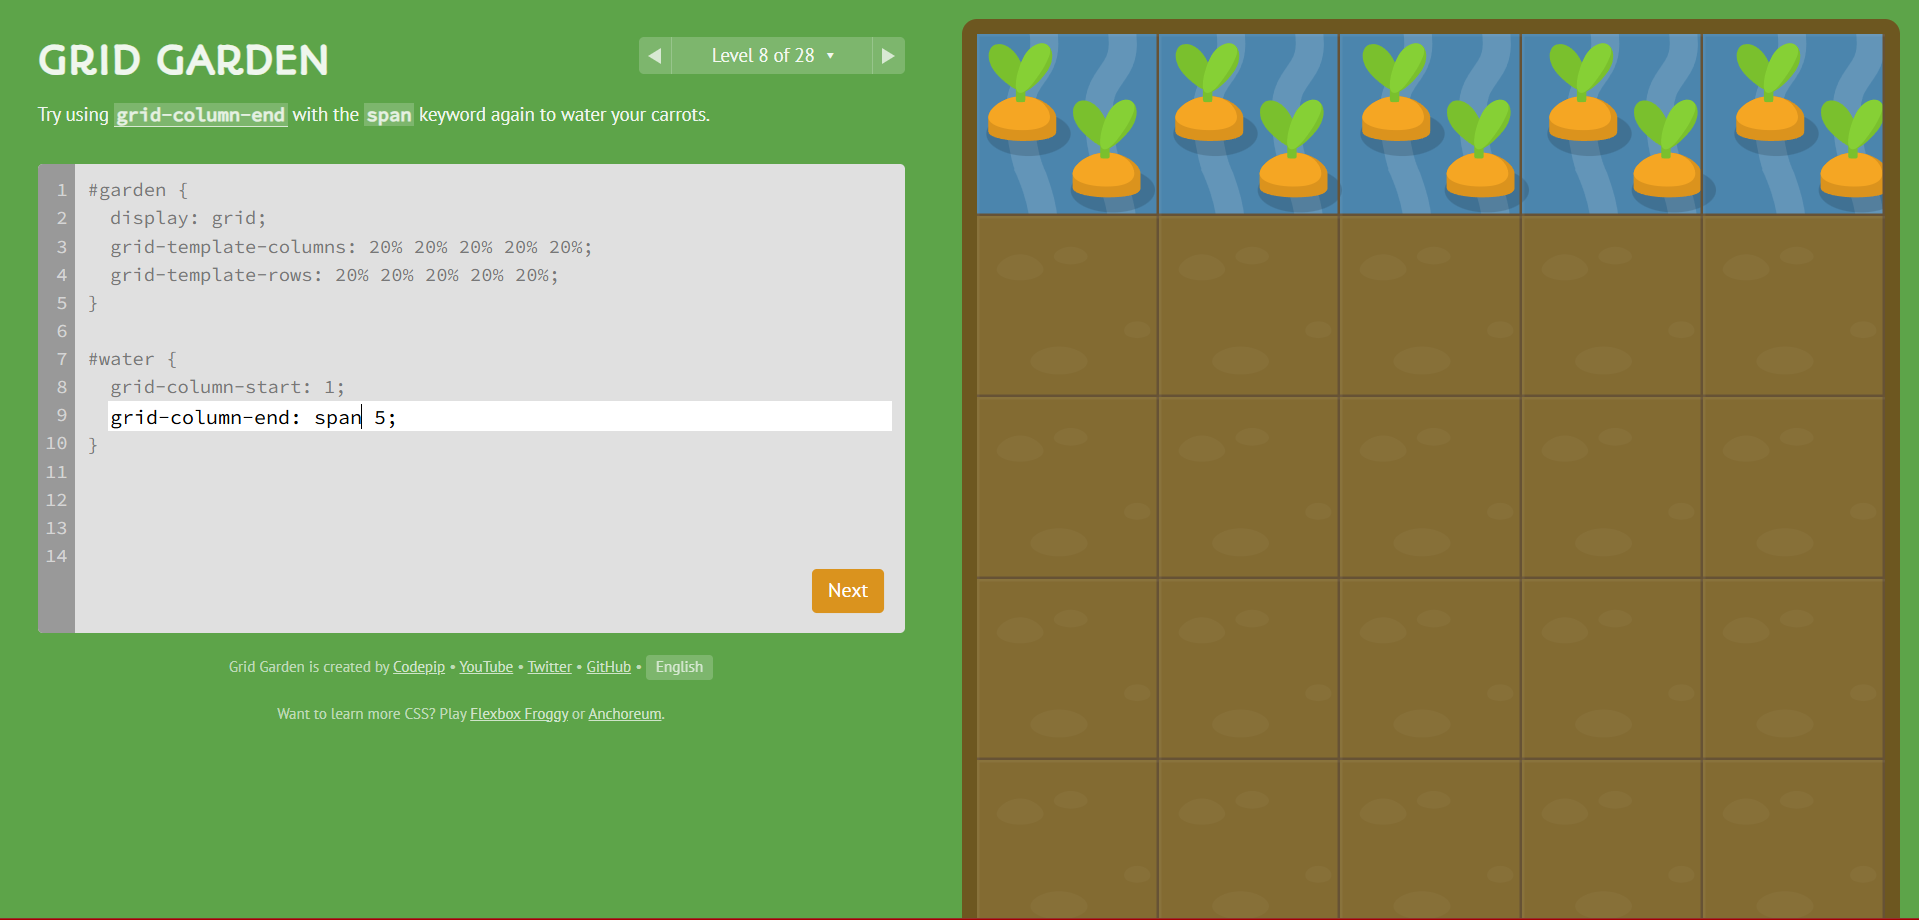 GRID GARDEN
◀ Level 8 of 28 ▾ ▶
Try using grid-column-end with the span keyword again to water your carrots.
1 #garden {
2 display: grid;
3 grid-template-columns: 20% 20% 20% 20% 20%;
4 grid-template-rows: 20% 20% 20% 20% 20%;
5 }
6
7 #water {
8 grid-column-start: 1;
9 grid-column-end: span 5;
10 }
11
12
13
14
Next
Grid Garden is created by Codepip • YouTube • Twitter • GitHub • English
Want to learn more CSS? Play Flexbox Froggy or Anchoreum.